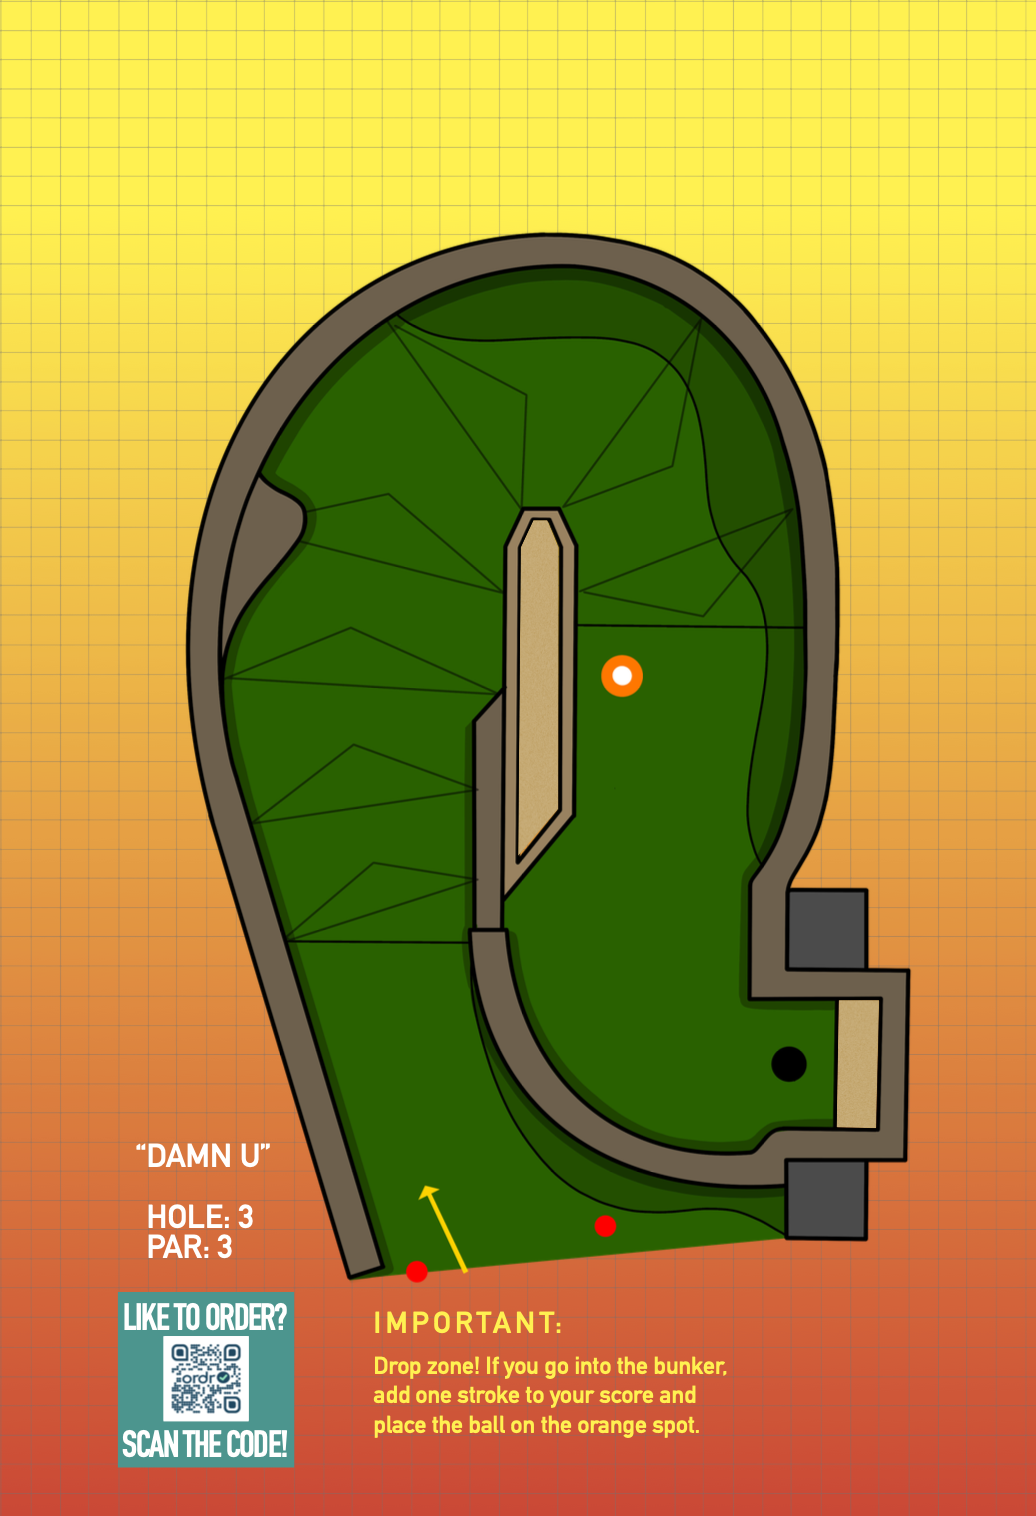 “DAMN U”
HOLE: 3
PAR: 3
LIKE TO ORDER?
ordr
SCAN THE CODE!
IMPORTANT:
Drop zone! If you go into the bunker,
add one stroke to your score and
place the ball on the orange spot.